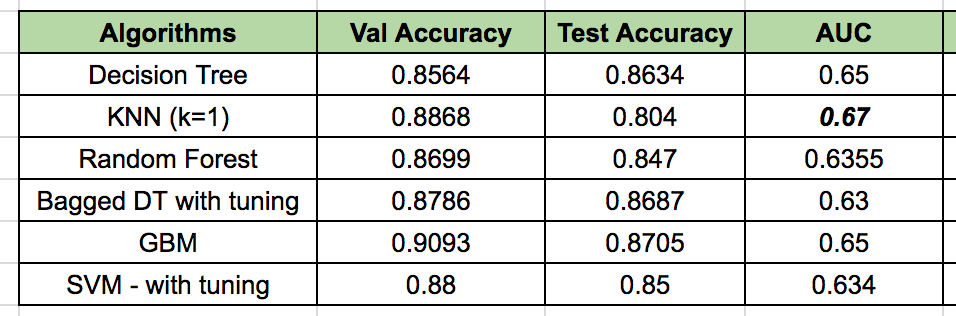 Algorithms Val Accuracy Test Accuracy AUC
Decision Tree 0.8564 0.8634 0.65
KNN (k=1) 0.8868 0.804 0.67
Random Forest 0.8699 0.847 0.6355
Bagged DT with tuning 0.8786 0.8687 0.63
GBM 0.9093 0.8705 0.65
SVM - with tuning 0.88 0.85 0.634